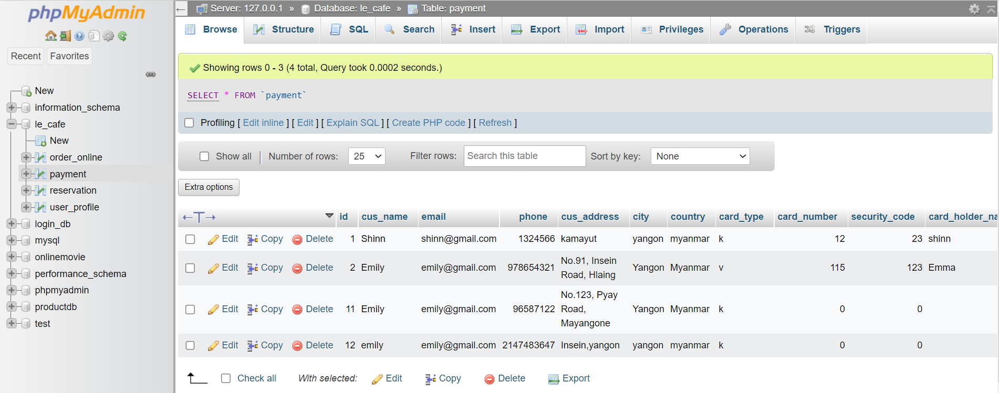 phpMyAdmin
Recent Favorites
New
information_schema
le_cafe
New
order_online
payment
reservation
user_profile
login_db
mysql
onlinemovie
performance_schema
phpmyadmin
productdb
test
Server: 127.0.0.1 » Database: le_cafe » Table: payment
Browse Structure SQL Search Insert Export Import Privileges Operations Triggers
Showing rows 0 - 3 (4 total, Query took 0.0002 seconds.)
SELECT * FROM `payment`
Profiling [ Edit inline ] [ Edit ] [ Explain SQL ] [ Create PHP code ] [ Refresh ]
Show all Number of rows: 25 Filter rows: Search this table Sort by key: None
Extra options
id cus_name email phone cus_address city country card_type card_number security_code card_holder_na
Edit Copy Delete 1 Shinn shinn@gmail.com 1324566 kamayut yangon myanmar k 12 23 shinn
Edit Copy Delete 2 Emily emily@gmail.com 978654321 No.91, Insein Road, Hlaing Yangon Myanmar v 115 123 Emma
Edit Copy Delete 11 Emily emily@gmail.com 96587122 No.123, Pyay Road, Mayangone Yangon Myanmar k 0 0
Edit Copy Delete 12 emily emily@gmail.com 2147483647 Insein,yangon yangon myanmar k 0 0
Check all With selected: Edit Copy Delete Export